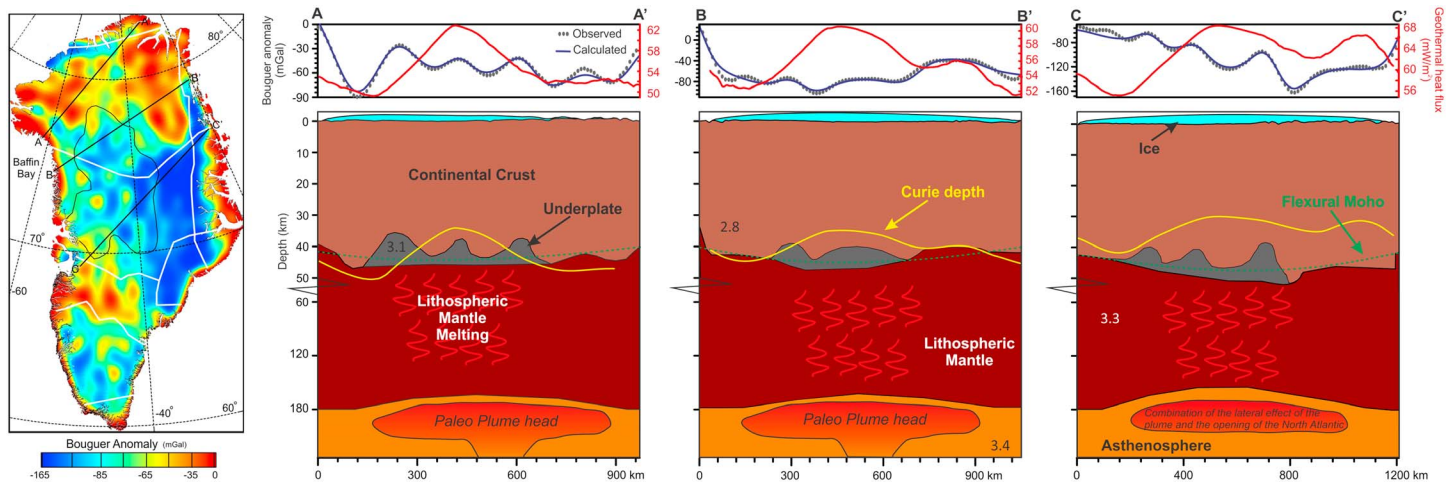 80°
70°
-60
-40°
60°
Baffin
Bay
A
B
C
B'
C'
Bouguer Anomaly (mGal)
-165 -85 -65 -35 0
A A'
Bouguer anomaly
(mGal)
0
-30
-60
-90
Observed
Calculated
62
58
54
50
B B'
0
-40
-80
60
58
56
54
52
C C'
-80
-120
-160
68
64
60
56
Geothermal heat flux
(mW/m²)
Depth (km)
0
10
20
30
40
50
60
120
180
Continental Crust
Underplate
3.1
Lithospheric
Mantle
Melting
Paleo Plume head
0 300 600 900 km
2.8
Curie depth
Lithospheric
Mantle
Paleo Plume head
3.4
0 300 600 900 km
Ice
Flexural Moho
3.3
Combination of the lateral effect of the
plume and the opening of the North Atlantic
Asthenosphere
0 400 800 1200 km